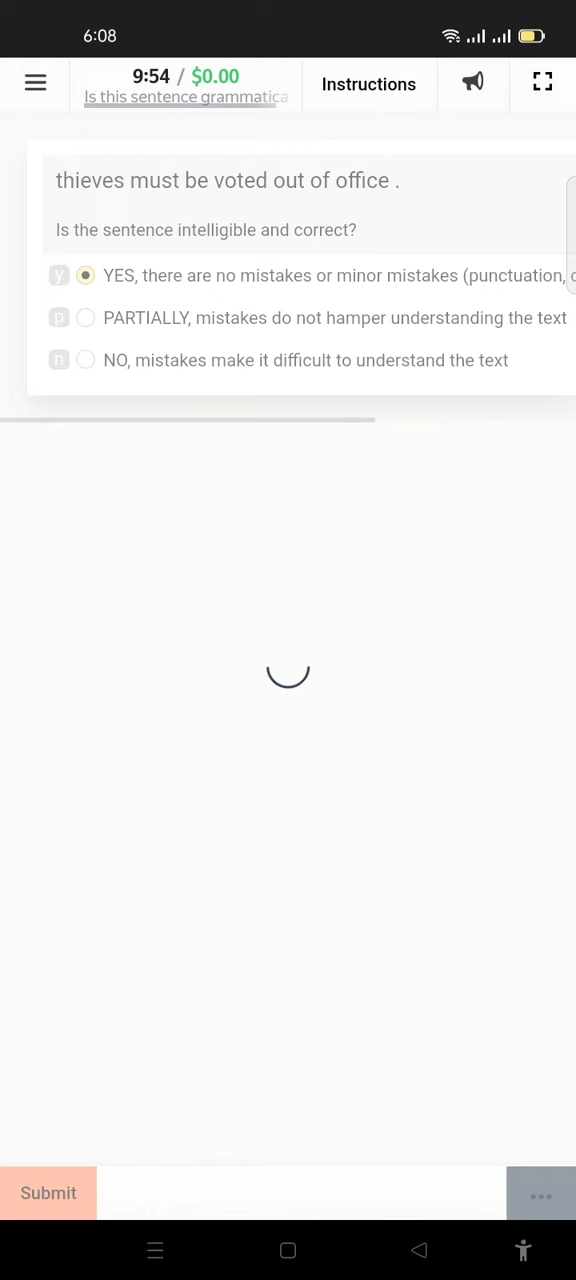 6:08
9:54 / $0.00
Is this sentence grammatica
Instructions
thieves must be voted out of office .
Is the sentence intelligible and correct?
y YES, there are no mistakes or minor mistakes (punctuation,
p PARTIALLY, mistakes do not hamper understanding the text
n NO, mistakes make it difficult to understand the text
Submit
...